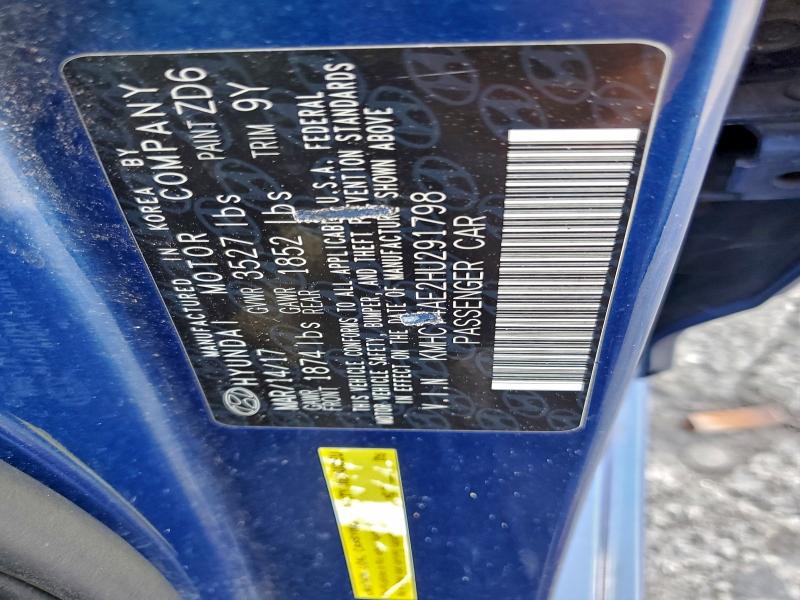 MANUFACTURED IN KOREA BY
HYUNDAI MOTOR COMPANY
MAR/14/17 GVWR 3527 lbs PAINT ZD6
GAWR FRONT 1874 lbs GAWR REAR 1852 lbs TRIM 9Y
THIS VEHICLE CONFORMS TO ALL APPLICABLE U.S.A. FEDERAL
MOTOR VEHICLE SAFETY, BUMPER, AND THEFT PREVENTION STANDARDS
IN EFFECT ON THE DATE OF MANUFACTURE SHOWN ABOVE
V.I.N KMHC AE2HU291798
PASSENGER CAR